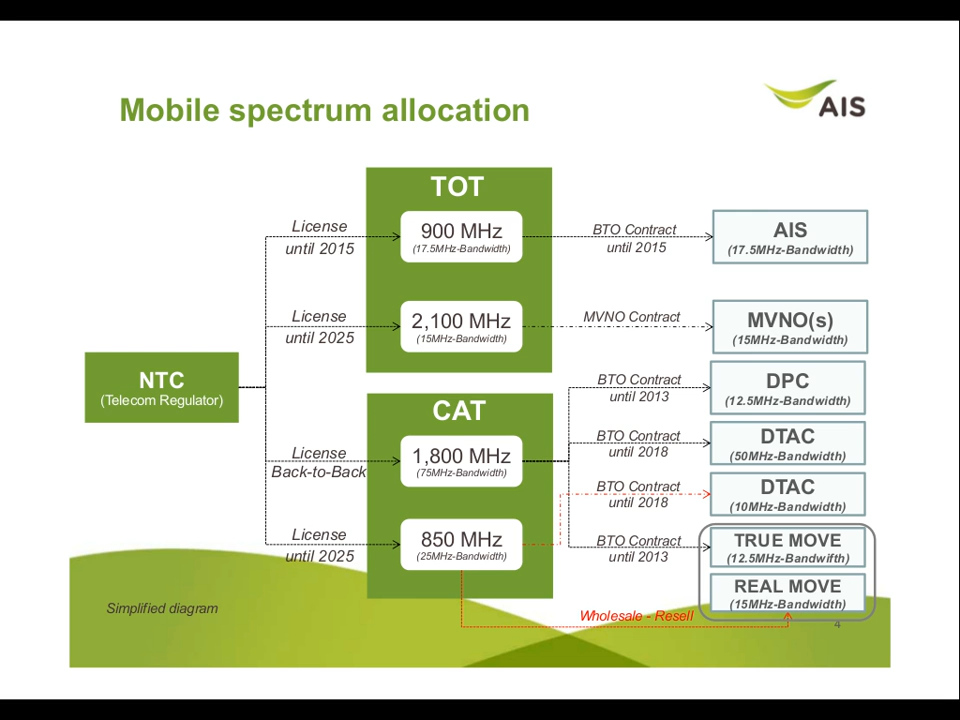 Mobile spectrum allocation
AIS
TOT
License
until 2015
900 MHz
(17.5MHz-Bandwidth)
BTO Contract
until 2015
AIS
(17.5MHz-Bandwidth)
License
until 2025
2,100 MHz
(15MHz-Bandwidth)
MVNO Contract
MVNO(s)
(15MHz-Bandwidth)
NTC
(Telecom Regulator)
CAT
BTO Contract
until 2013
DPC
(12.5MHz-Bandwidth)
License
Back-to-Back
1,800 MHz
(75MHz-Bandwidth)
BTO Contract
until 2018
DTAC
(50MHz-Bandwidth)
BTO Contract
until 2018
DTAC
(10MHz-Bandwidth)
License
until 2025
850 MHz
(25MHz-Bandwidth)
BTO Contract
until 2013
TRUE MOVE
(12.5MHz-Bandwifth)
REAL MOVE
(15MHz-Bandwidth)
Simplified diagram
Wholesale - Resell
4